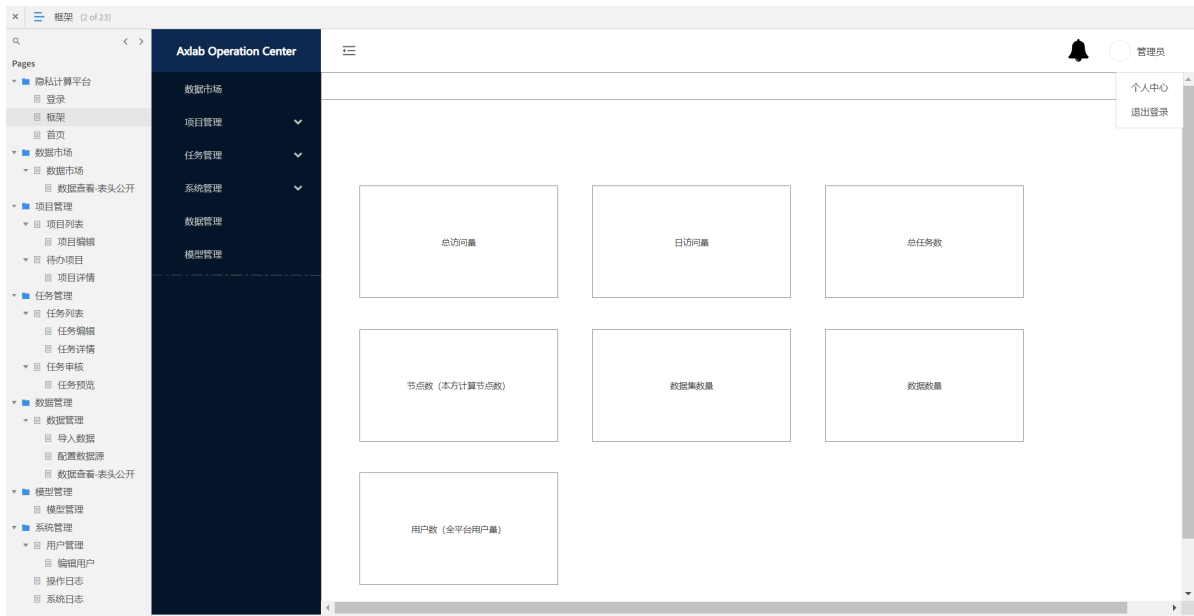 框架 (2 of 23)
Pages
隐私计算平台
登录
框架
首页
数据市场
数据市场
数据查看-表头公开
项目管理
项目列表
项目编辑
待办项目
项目详情
任务管理
任务列表
任务编辑
任务详情
任务审核
任务预览
数据管理
数据管理
导入数据
配置数据源
数据查看-表头公开
模型管理
模型管理
系统管理
用户管理
编辑用户
操作日志
系统日志
Axlab Operation Center
数据市场
项目管理
任务管理
系统管理
数据管理
模型管理
管理员
个人中心
退出登录
总访问量
日访问量
总任务数
节点数（本方计算节点数）
数据集数量
数据数量
用户数（全平台用户量）